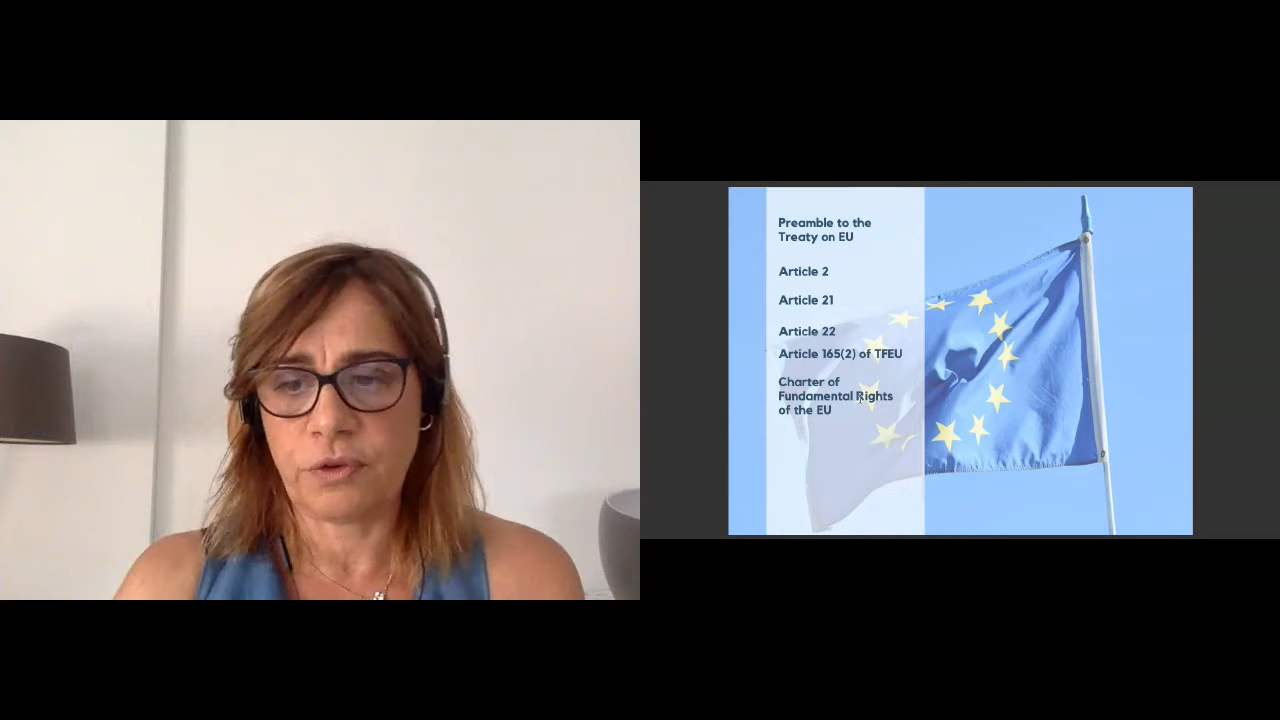 Preamble to the
Treaty on EU
Article 2
Article 21
Article 22
Article 165(2) of TFEU
Charter of
Fundamental Rights
of the EU